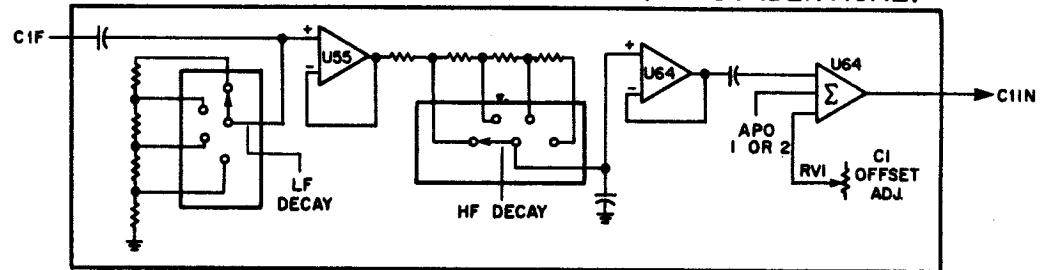 C1F
+
-
U55
LF
DECAY
HF DECAY
+
-
U64
U64
Σ
APO
1 OR 2
RV1
C1
OFFSET
ADJ.
C1IN